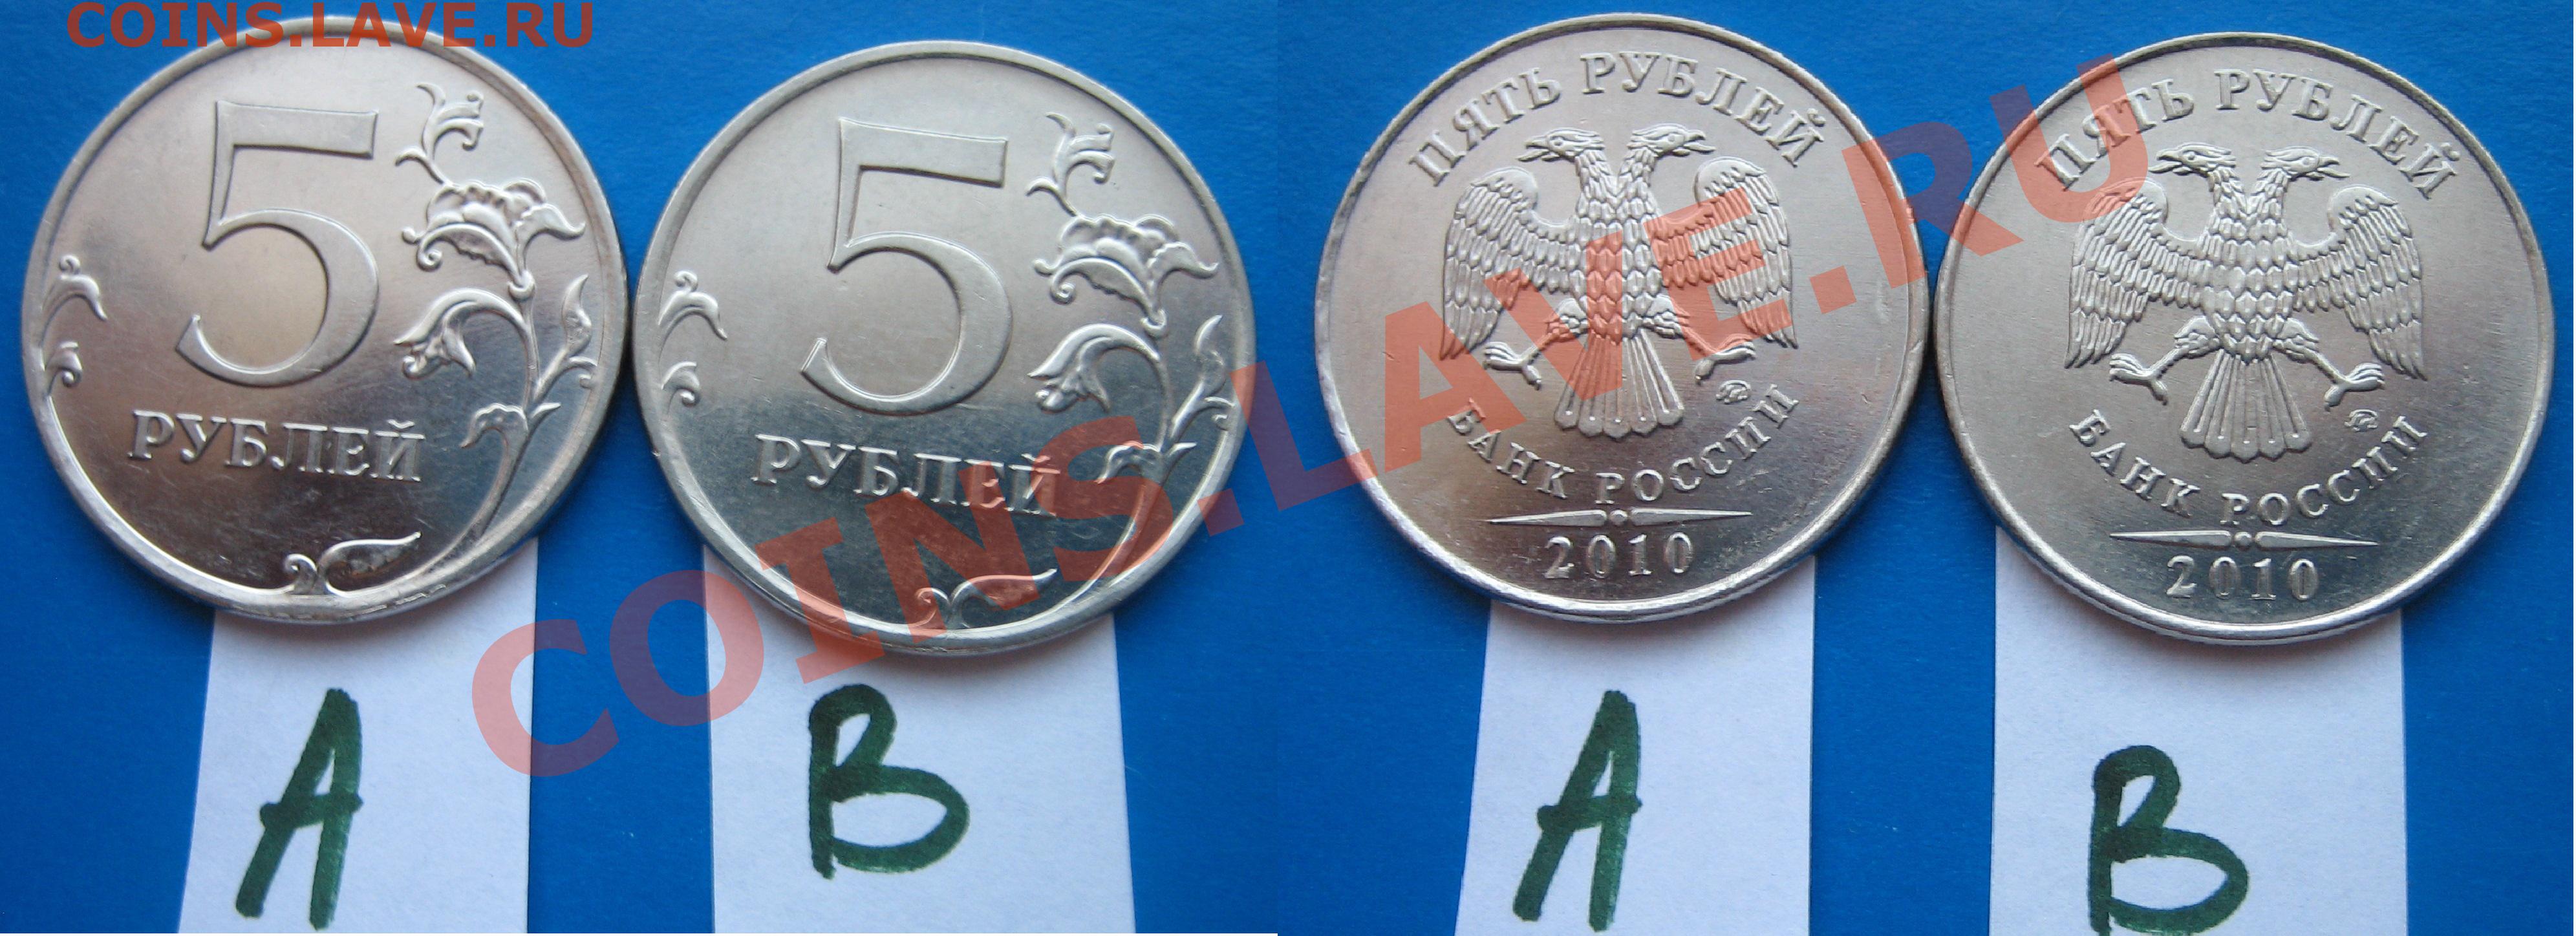 COINS.LAVE.RU
5
РУБЛЕЙ
A
5
РУБЛЕЙ
B
ПЯТЬ РУБЛЕЙ
БАНК РОССИИ
2010
A
ПЯТЬ РУБЛЕЙ
БАНК РОССИИ
2010
B
COINS.LAVE.RU